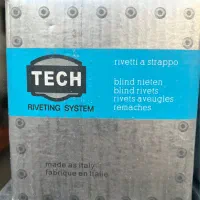 TECH
RIVETING SYSTEM
rivetti a strappo
blind nieten
blind rivets
rivets aveugles
remaches
made in Italy
fabriqué en Italie